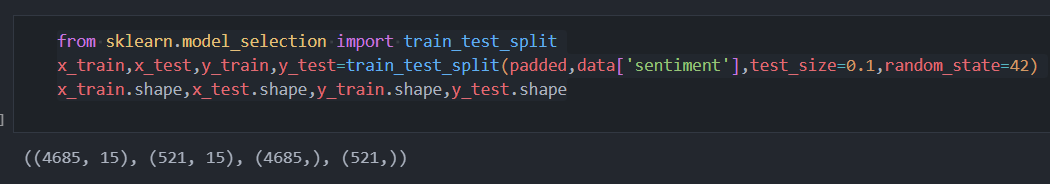 from sklearn.model_selection import train_test_split
x_train,x_test,y_train,y_test=train_test_split(padded,data['sentiment'],test_size=0.1,random_state=42)
x_train.shape,x_test.shape,y_train.shape,y_test.shape
]
((4685, 15), (521, 15), (4685,), (521,))